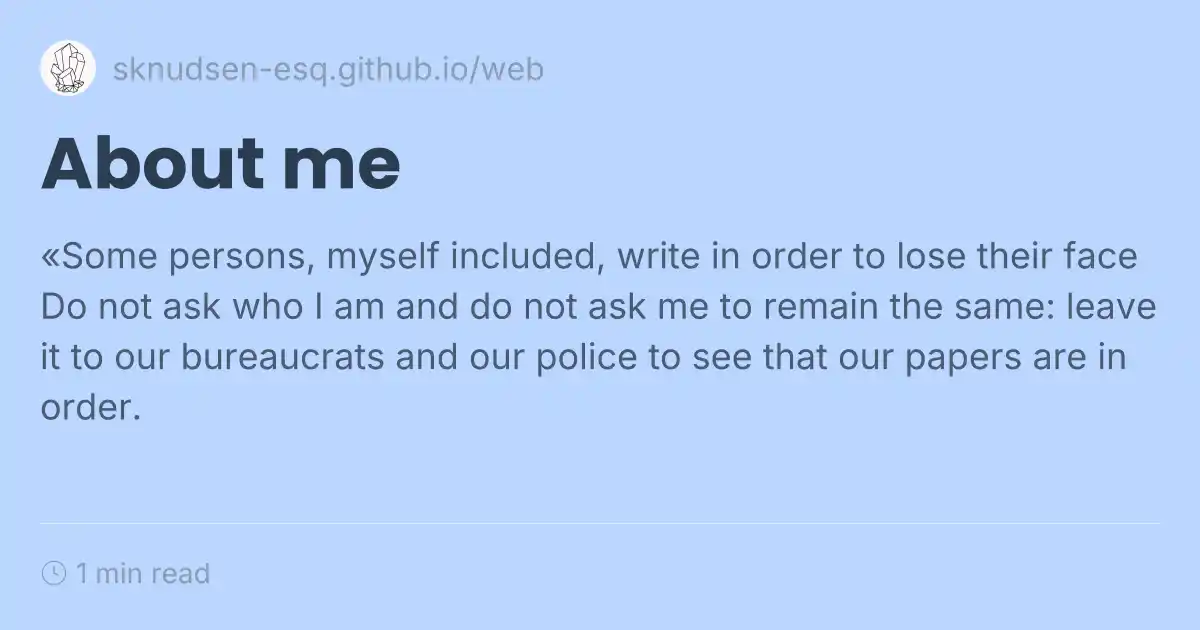 sknudsen-esq.github.io/web
About me
«Some persons, myself included, write in order to lose their face
Do not ask who I am and do not ask me to remain the same: leave
it to our bureaucrats and our police to see that our papers are in
order.
1 min read